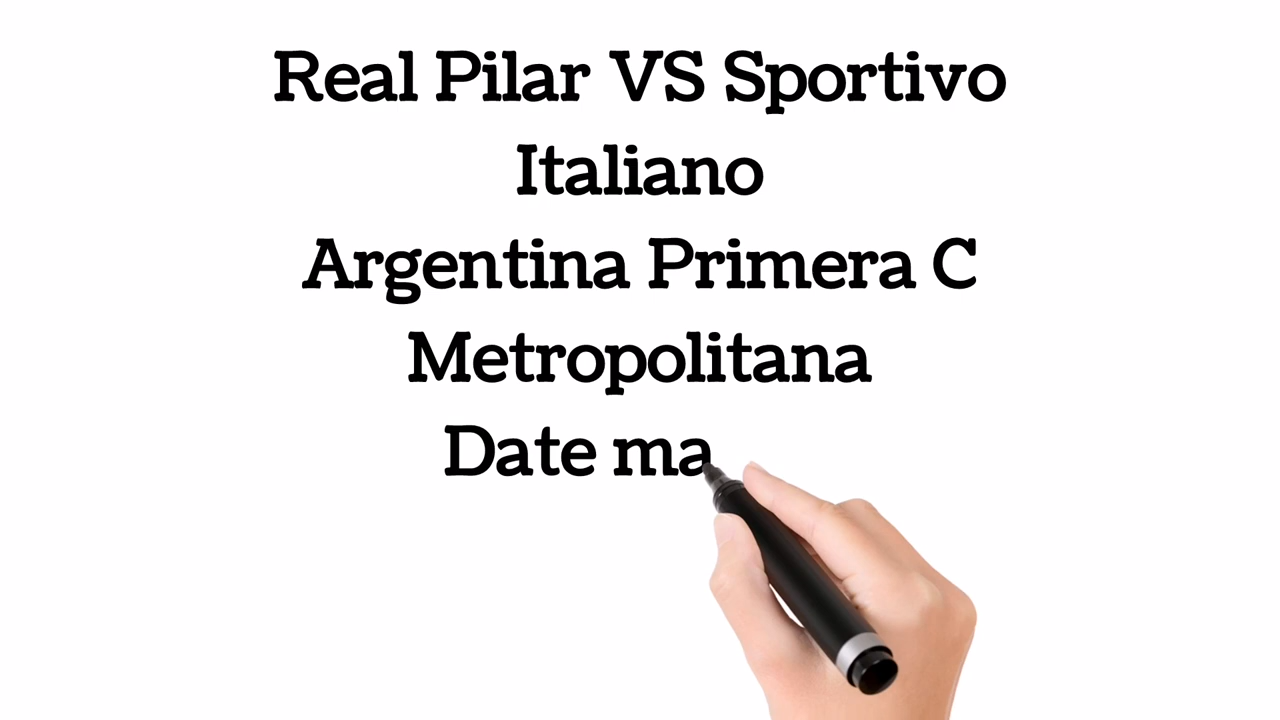 Real Pilar VS Sportivo
Italiano
Argentina Primera C
Metropolitana
Date ma